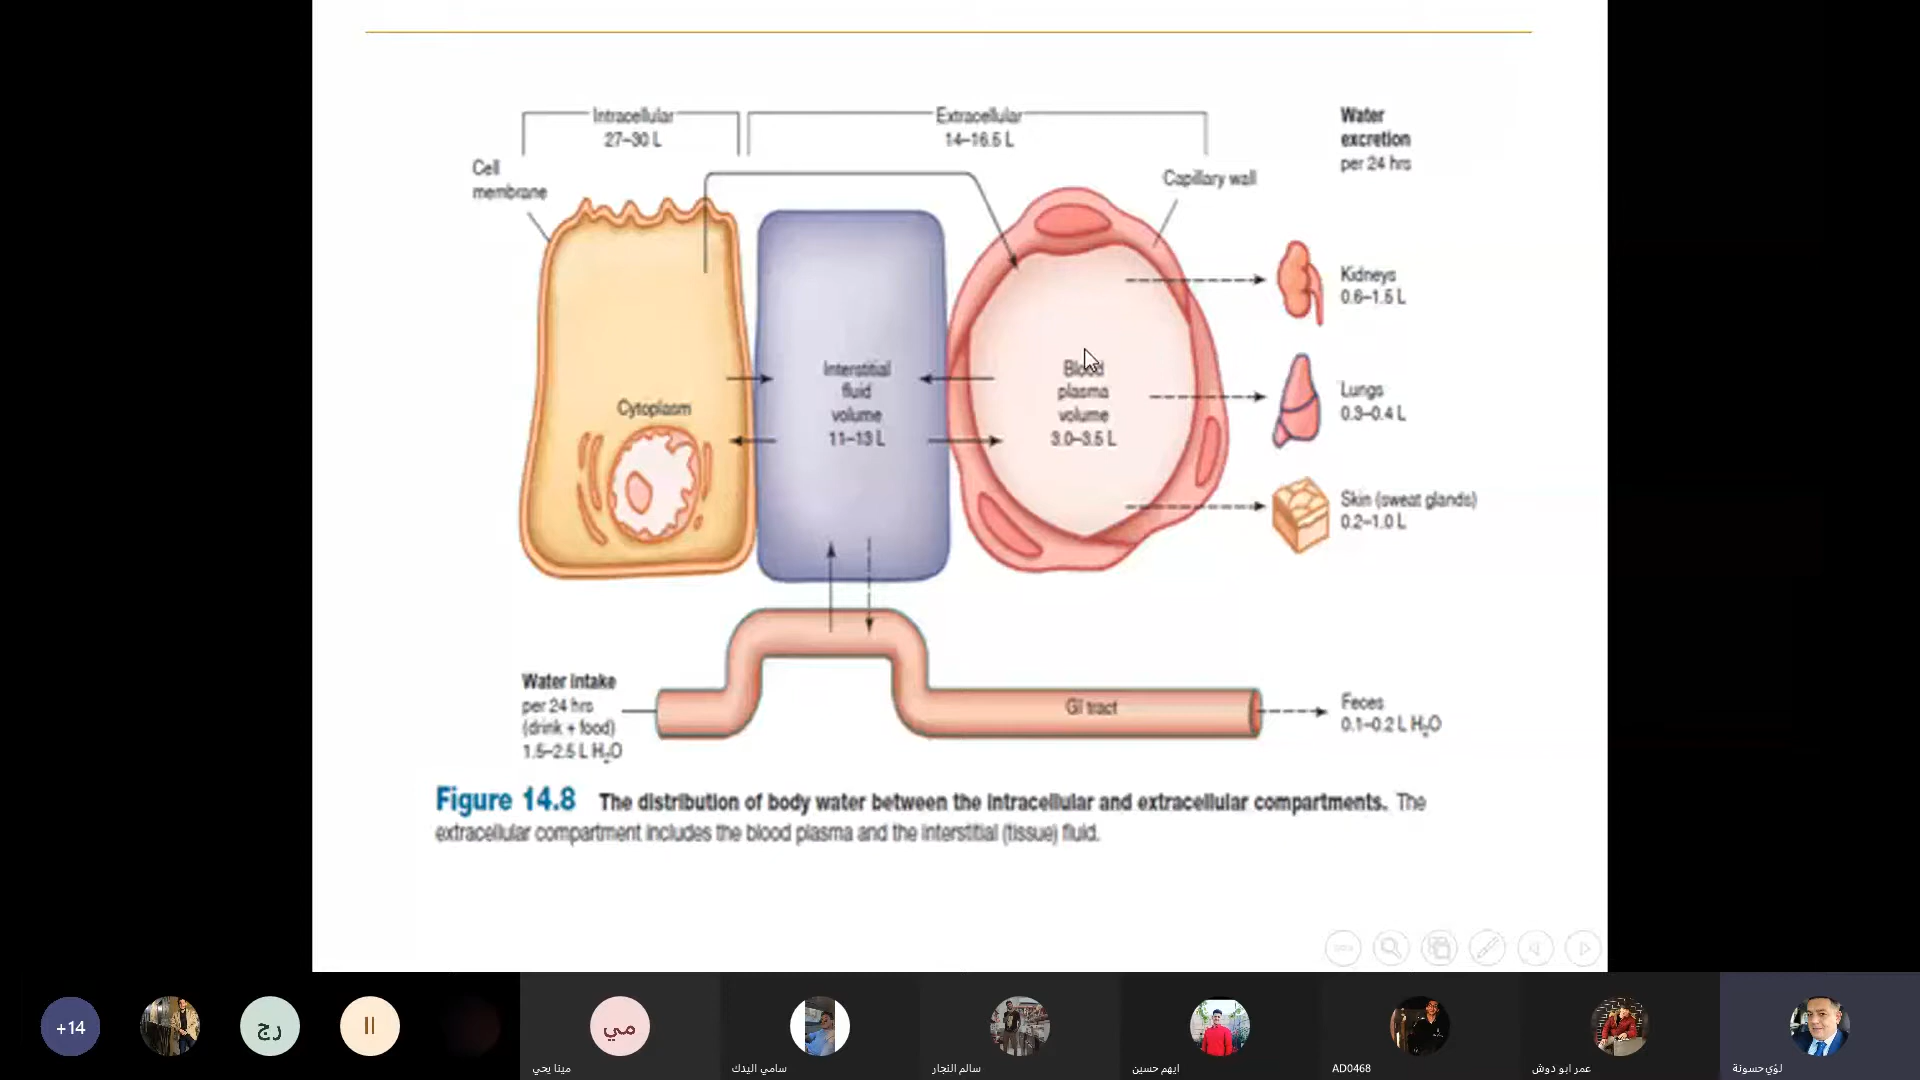 Intracellular
27–30 L
Extracellular
14–16.5 L
Water
excretion
per 24 hrs
Cell
membrane
Capillary wall
Kidneys
0.6–1.5 L
Interstitial
fluid
volume
11–13 L
Blood
plasma
volume
3.0–3.5 L
Lungs
0.3–0.4 L
Cytoplasm
Skin (sweat glands)
0.2–1.0 L
Water intake
per 24 hrs
(drink + food)
1.5–2.5 L H₂O
GI tract
Feces
0.1–0.2 L H₂O
Figure 14.8 The distribution of body water between the intracellular and extracellular compartments. The
extracellular compartment includes the blood plasma and the interstitial (tissue) fluid.
+14
رج
اا
مي
مينا يحي
سامي اليدك
سالم النجار
ايهم حسين
AD0468
عمر ابو دوش
لؤي حسونة